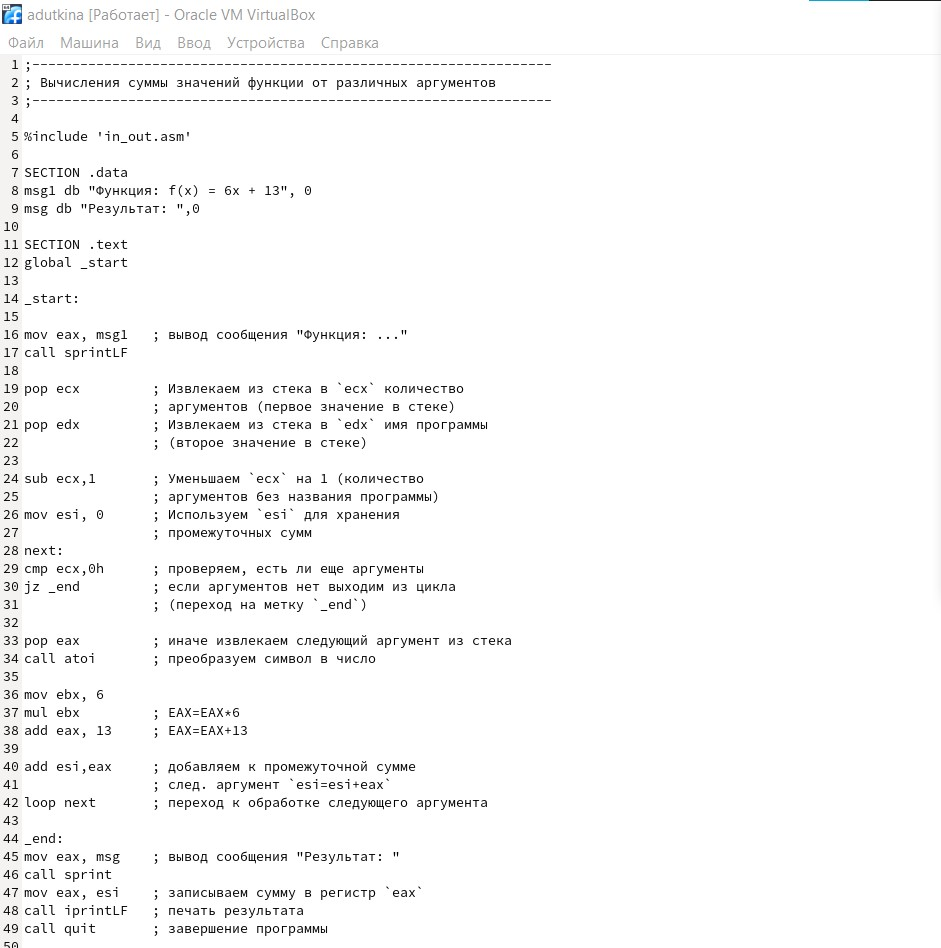 adutkina [Работает] - Oracle VM VirtualBox
Файл Машина Вид Ввод Устройства Справка
1 ;-----------------------------------------------------------------
2 ; Вычисления суммы значений функции от различных аргументов
3 ;-----------------------------------------------------------------
4
5 %include 'in_out.asm'
6
7 SECTION .data
8 msg1 db "Функция: f(x) = 6x + 13", 0
9 msg db "Результат: ",0
10
11 SECTION .text
12 global _start
13
14 _start:
15
16 mov eax, msg1   ; вывод сообщения "Функция: ..."
17 call sprintLF
18
19 pop ecx         ; Извлекаем из стека в `ecx` количество
20                 ; аргументов (первое значение в стеке)
21 pop edx         ; Извлекаем из стека в `edx` имя программы
22                 ; (второе значение в стеке)
23
24 sub ecx,1       ; Уменьшаем `ecx` на 1 (количество
25                 ; аргументов без названия программы)
26 mov esi, 0      ; Используем `esi` для хранения
27                 ; промежуточных сумм
28 next:
29 cmp ecx,0h      ; проверяем, есть ли еще аргументы
30 jz _end         ; если аргументов нет выходим из цикла
31                 ; (переход на метку `_end`)
32
33 pop eax         ; иначе извлекаем следующий аргумент из стека
34 call atoi       ; преобразуем символ в число
35
36 mov ebx, 6
37 mul ebx         ; EAX=EAX*6
38 add eax, 13     ; EAX=EAX+13
39
40 add esi,eax     ; добавляем к промежуточной сумме
41                 ; след. аргумент `esi=esi+eax`
42 loop next       ; переход к обработке следующего аргумента
43
44 _end:
45 mov eax, msg    ; вывод сообщения "Результат: "
46 call sprint
47 mov eax, esi    ; записываем сумму в регистр `eax`
48 call iprintLF   ; печать результата
49 call quit       ; завершение программы
50